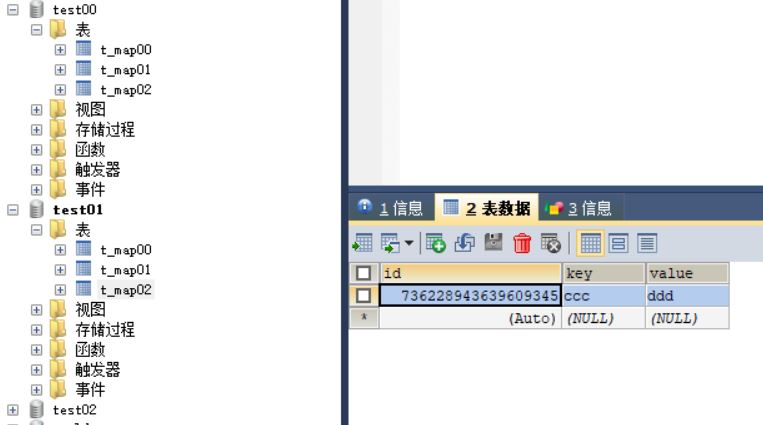 test00
表
t_map00
t_map01
t_map02
视图
存储过程
函数
触发器
事件
test01
表
t_map00
t_map01
t_map02
视图
存储过程
函数
触发器
事件
test02
1 信息 2 表数据 3 信息
id key value
736228943639609345 ccc ddd
* (Auto) (NULL) (NULL)